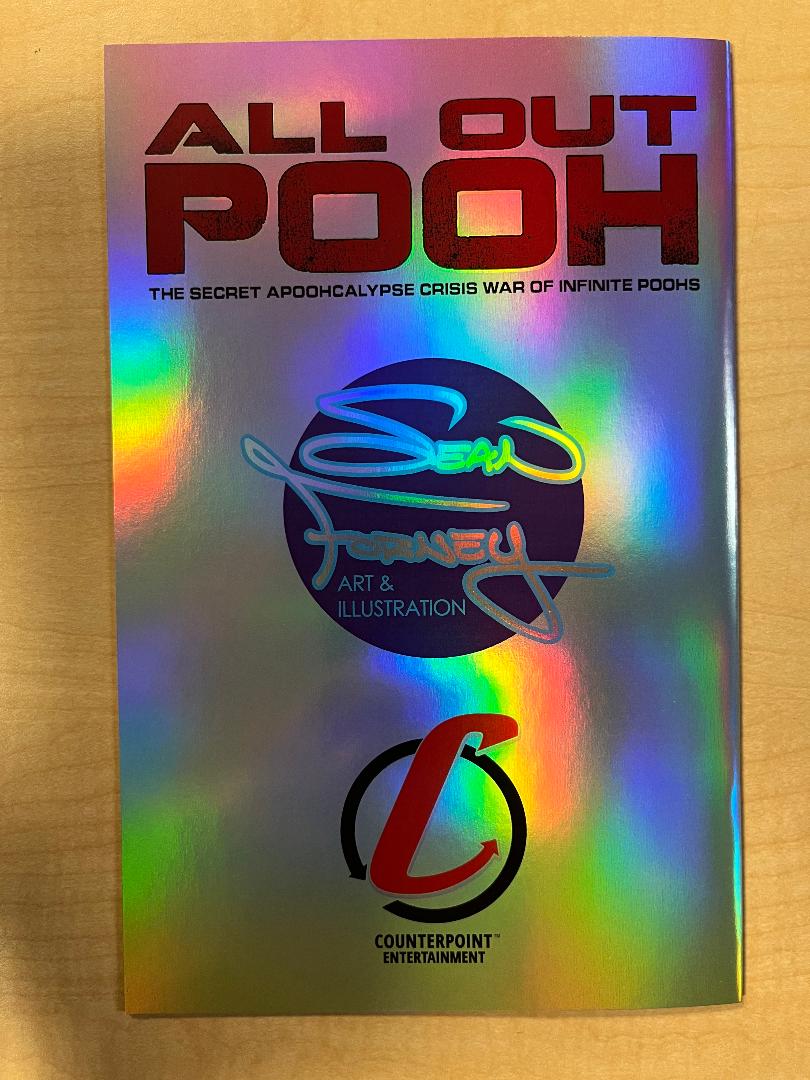 ALL OUT
POOH
THE SECRET APOOHCALYPSE CRISIS WAR OF INFINITE POOHS
SEAN
FORNEY
ART &
ILLUSTRATION
C
COUNTERPOINT™
ENTERTAINMENT